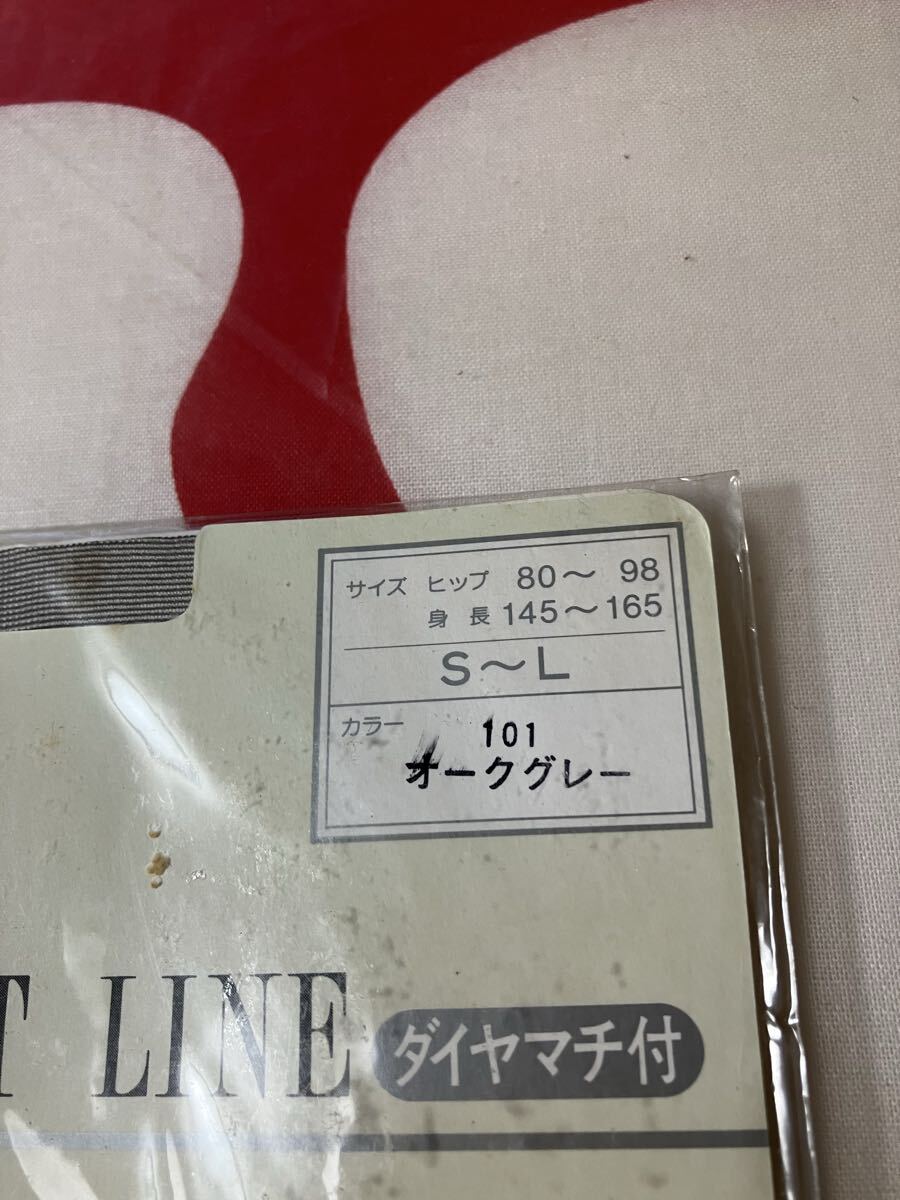 サイズ ヒップ 80〜 98
身長 145〜165
S〜L
カラー 101
オークグレー
T LINE ダイヤマチ付